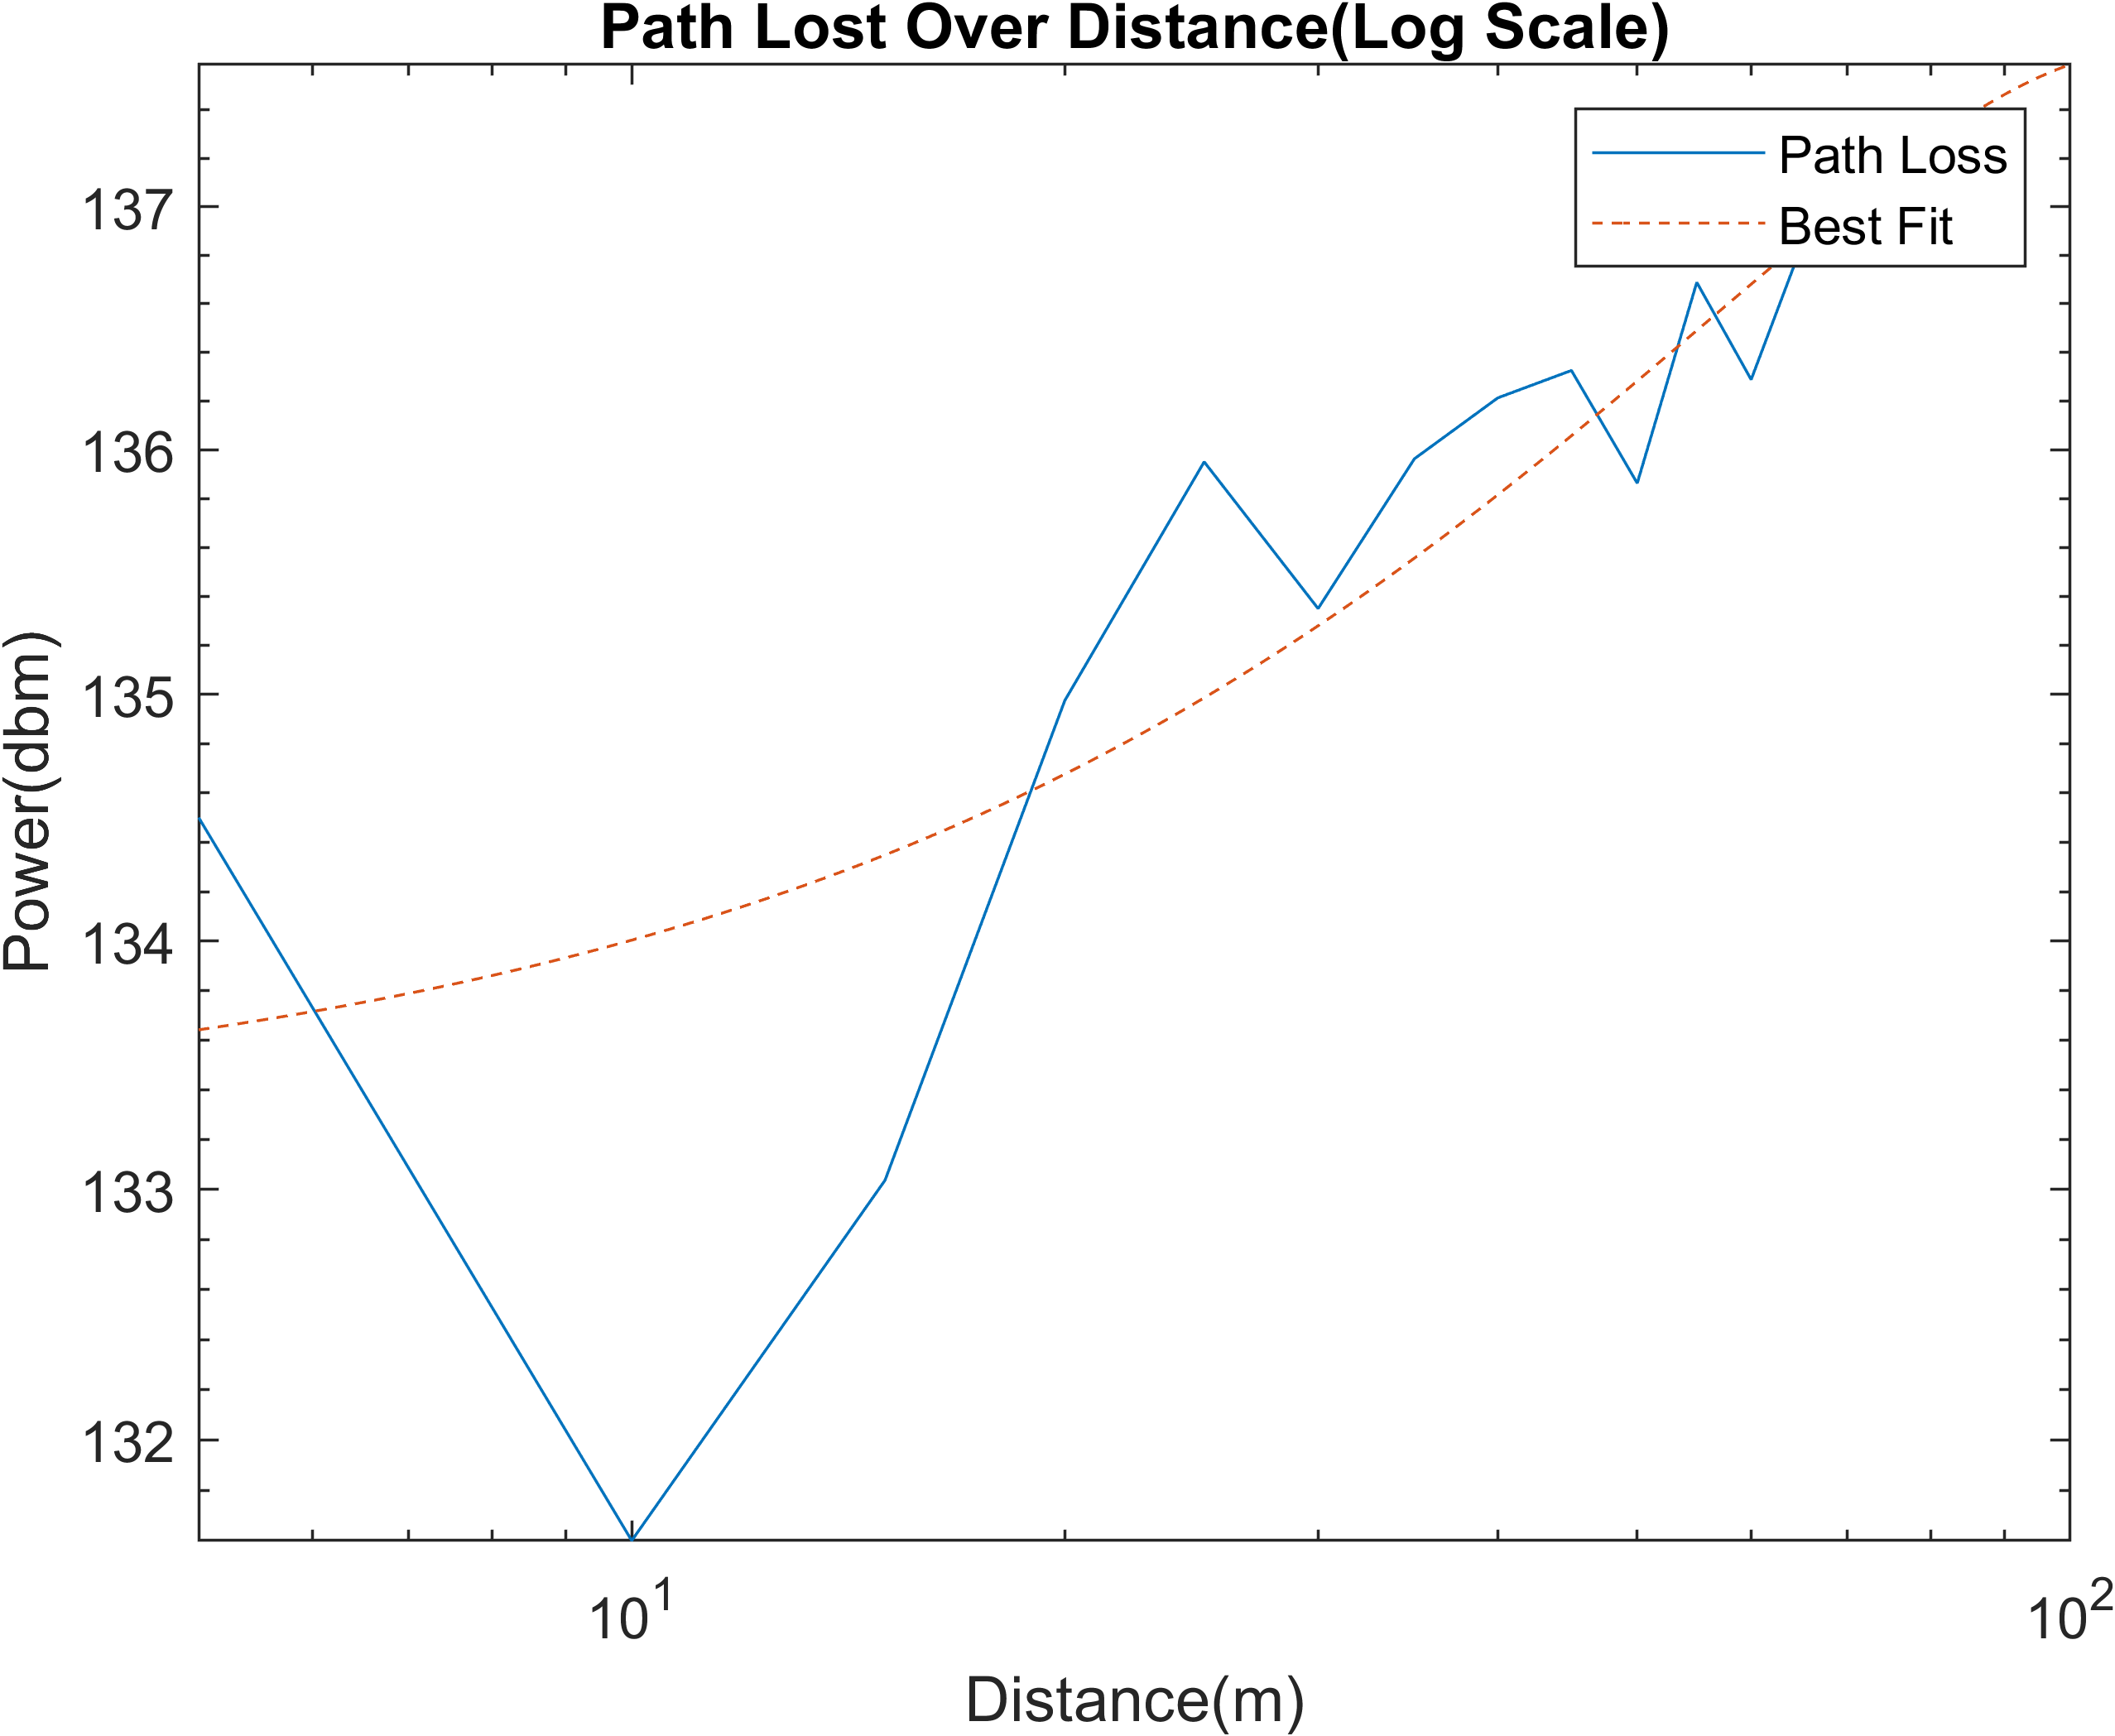 Path Lost Over Distance(Log Scale)
Path Loss
Best Fit
137
136
135
134
133
132
Power(dbm)
10^1
10^2
Distance(m)